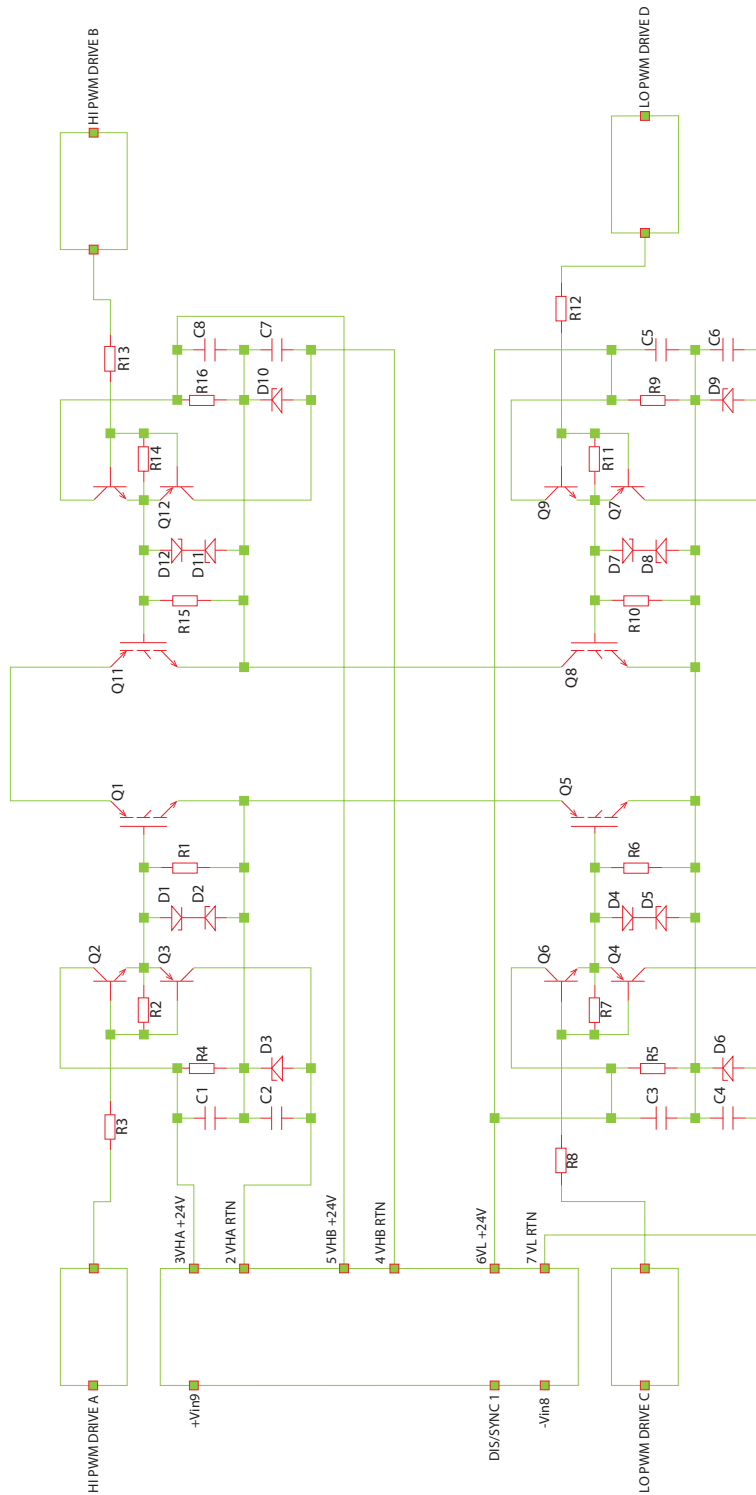 HI PWM DRIVE A
+Vin9
DIS/SYNC 1
-Vin8
LO PWM DRIVE C
3VHA +24V
2 VHA RTN
5 VHB +24V
4 VHB RTN
6VL +24V
7 VL RTN
R3
C1
C2
R4
D3
R2
Q2
Q3
D1
D2
R1
Q1
R8
C3
C4
R5
D6
R7
Q6
Q4
D4
D5
R6
Q5
Q11
R15
D12
D11
Q12
R14
R16
D10
C8
C7
R13
HI PWM DRIVE B
Q8
R10
D7
D8
Q9
Q7
R11
R9
D9
C5
C6
R12
LO PWM DRIVE D